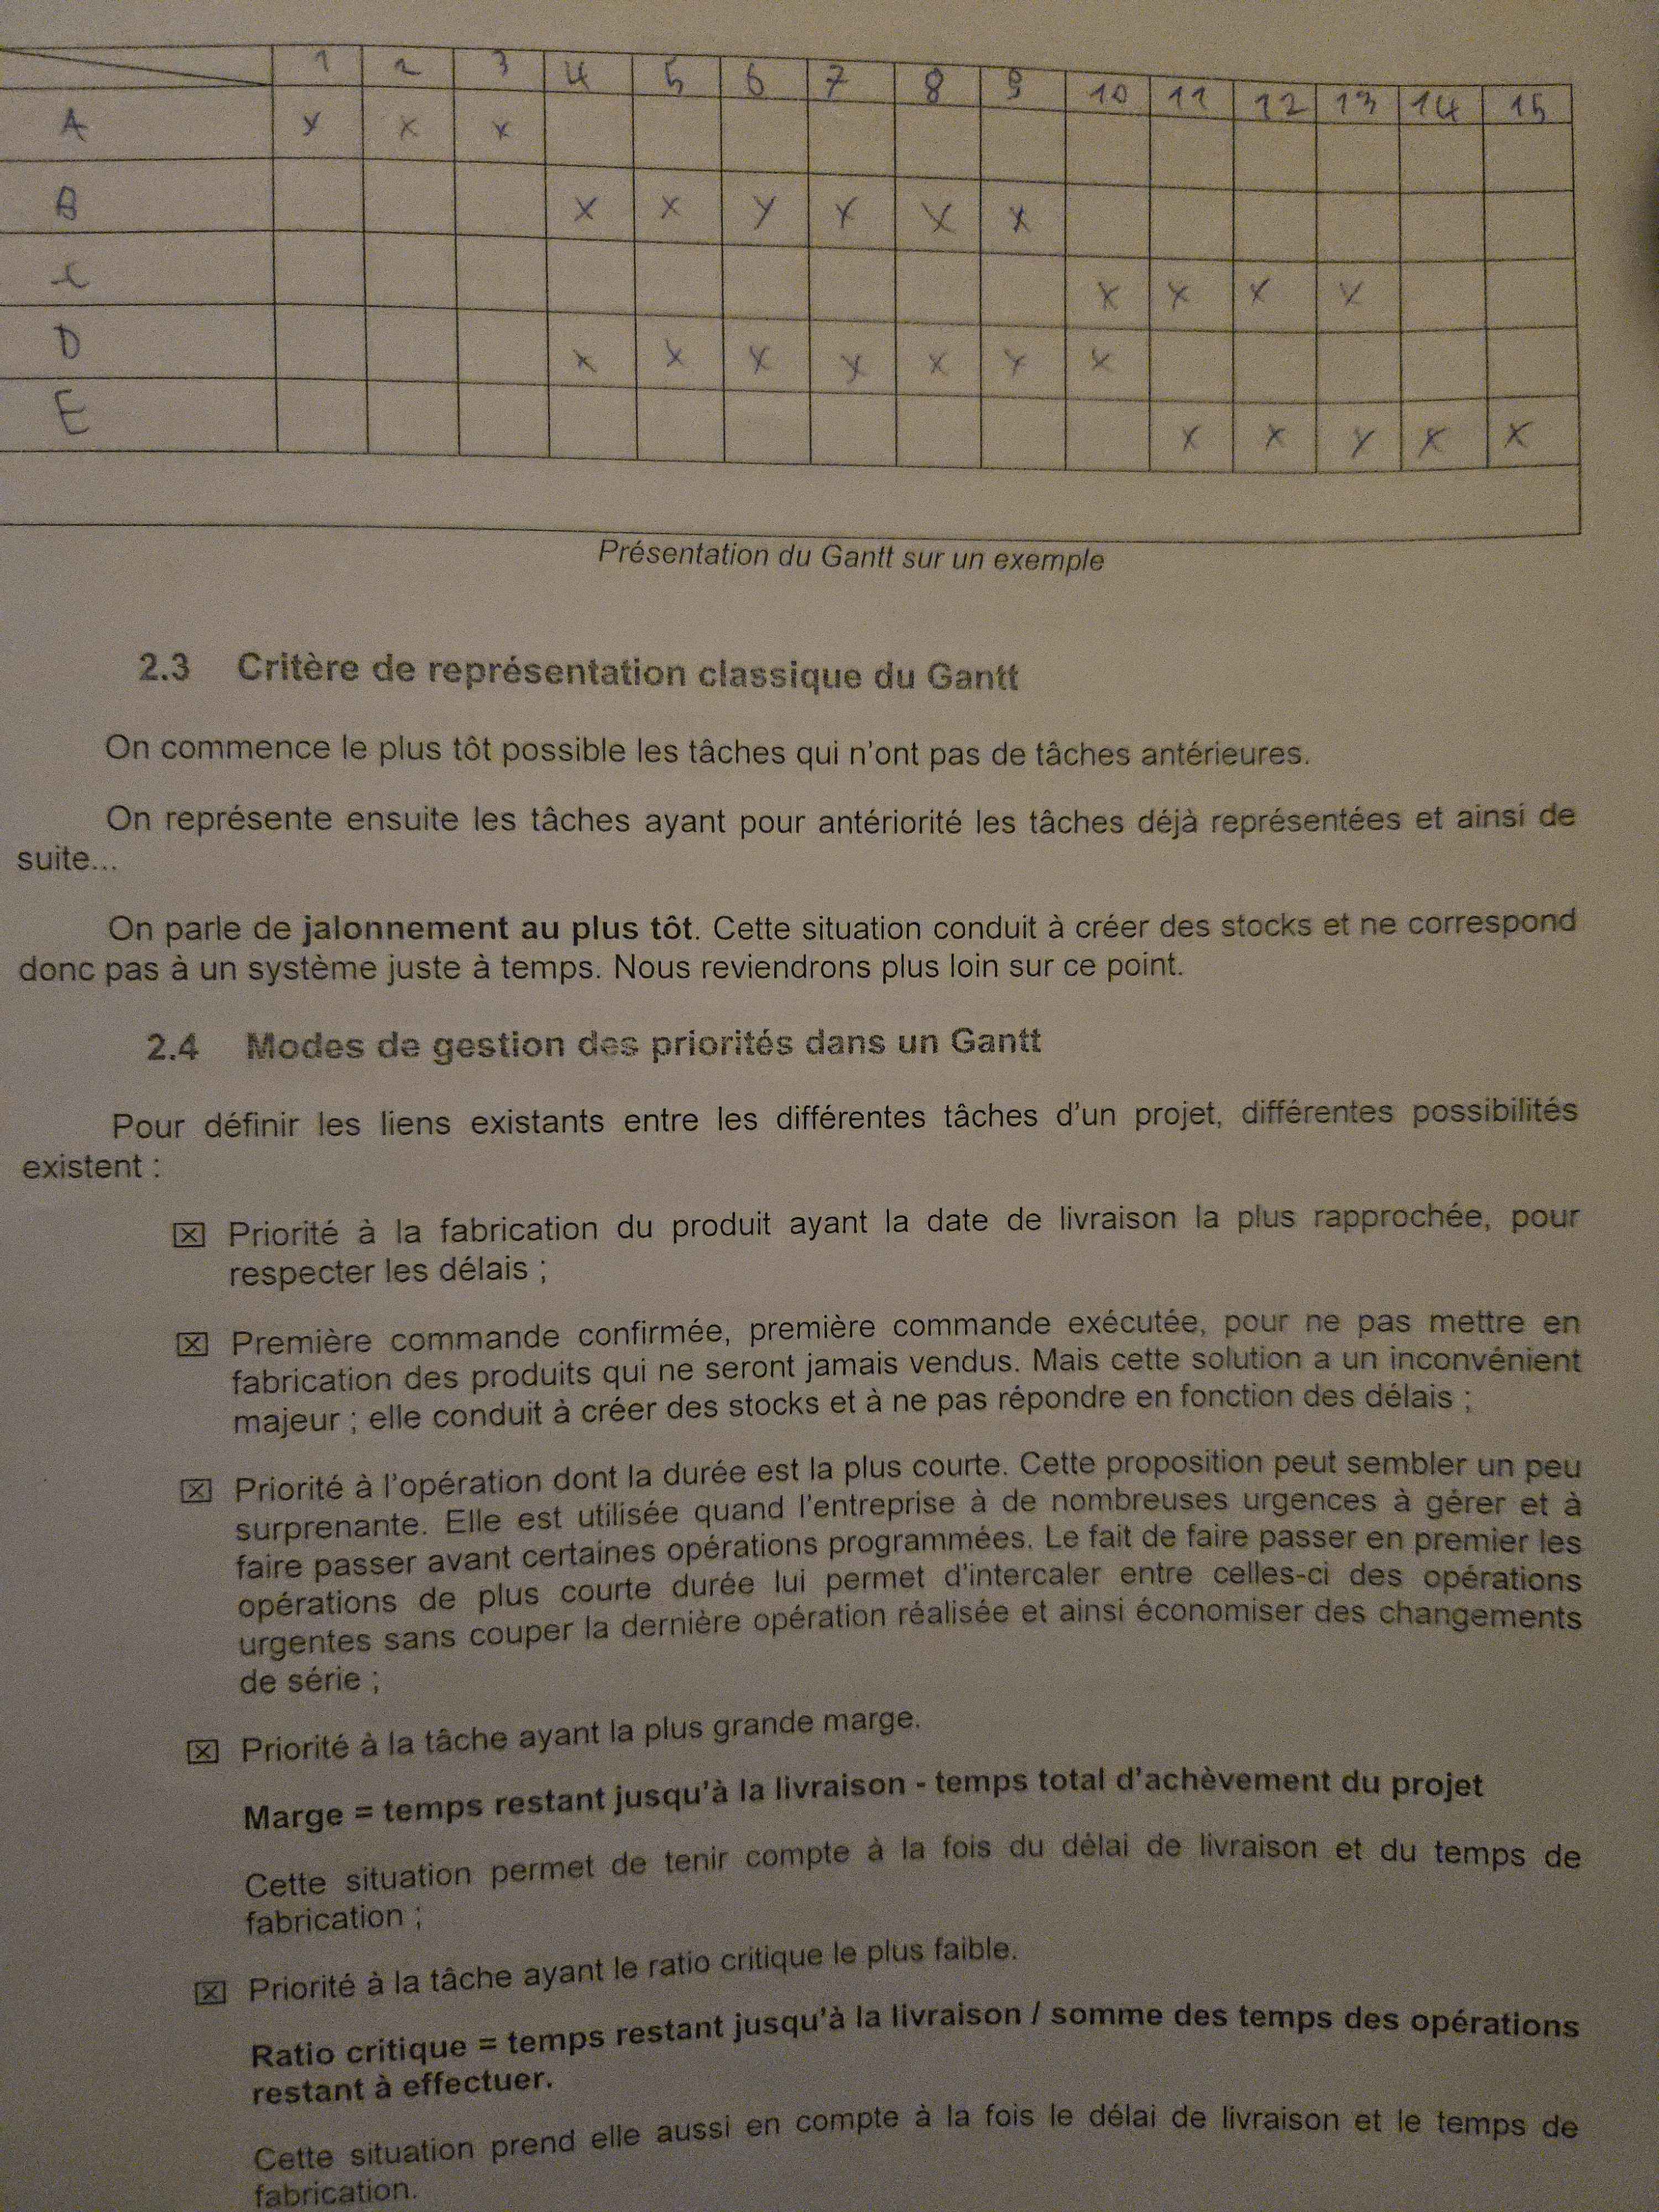 1 2 3 4 5 6 7 8 9 10 11 12 13 14 15
A x x x
B x x x x x x
C x x x x
D x x x x x x x
E x x x x x
Présentation du Gantt sur un exemple
2.3 Critère de représentation classique du Gantt
On commence le plus tôt possible les tâches qui n'ont pas de tâches antérieures.
On représente ensuite les tâches ayant pour antériorité les tâches déjà représentées et ainsi de
suite...
On parle de jalonnement au plus tôt. Cette situation conduit à créer des stocks et ne correspond
donc pas à un système juste à temps. Nous reviendrons plus loin sur ce point.
2.4 Modes de gestion des priorités dans un Gantt
Pour définir les liens existants entre les différentes tâches d'un projet, différentes possibilités
existent :
☒ Priorité à la fabrication du produit ayant la date de livraison la plus rapprochée, pour
respecter les délais ;
☒ Première commande confirmée, première commande exécutée, pour ne pas mettre en
fabrication des produits qui ne seront jamais vendus. Mais cette solution a un inconvénient
majeur ; elle conduit à créer des stocks et à ne pas répondre en fonction des délais ;
☒ Priorité à l'opération dont la durée est la plus courte. Cette proposition peut sembler un peu
surprenante. Elle est utilisée quand l'entreprise à de nombreuses urgences à gérer et à
faire passer avant certaines opérations programmées. Le fait de faire passer en premier les
opérations de plus courte durée lui permet d'intercaler entre celles-ci des opérations
urgentes sans couper la dernière opération réalisée et ainsi économiser des changements
de série ;
☒ Priorité à la tâche ayant la plus grande marge.
Marge = temps restant jusqu'à la livraison - temps total d'achèvement du projet
Cette situation permet de tenir compte à la fois du délai de livraison et du temps de
fabrication ;
☒ Priorité à la tâche ayant le ratio critique le plus faible.
Ratio critique = temps restant jusqu'à la livraison / somme des temps des opérations
restant à effectuer.
Cette situation prend elle aussi en compte à la fois le délai de livraison et le temps de
fabrication.